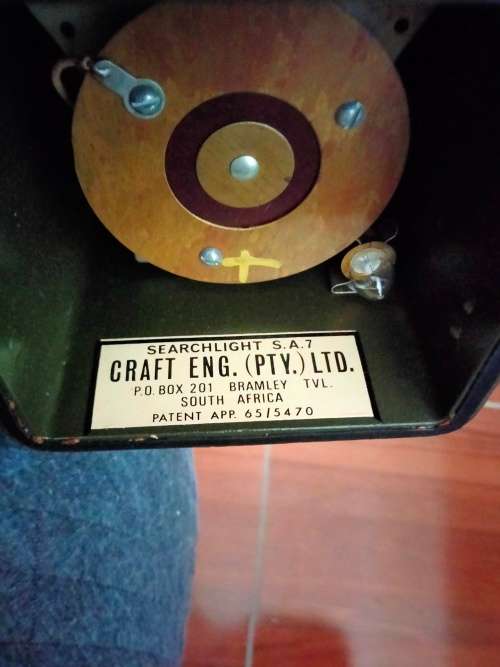 SEARCHLIGHT S.A.7
CRAFT ENG. (PTY.) LTD.
P.O. BOX 201 BRAMLEY TVL.
SOUTH AFRICA
PATENT APP. 65/5470